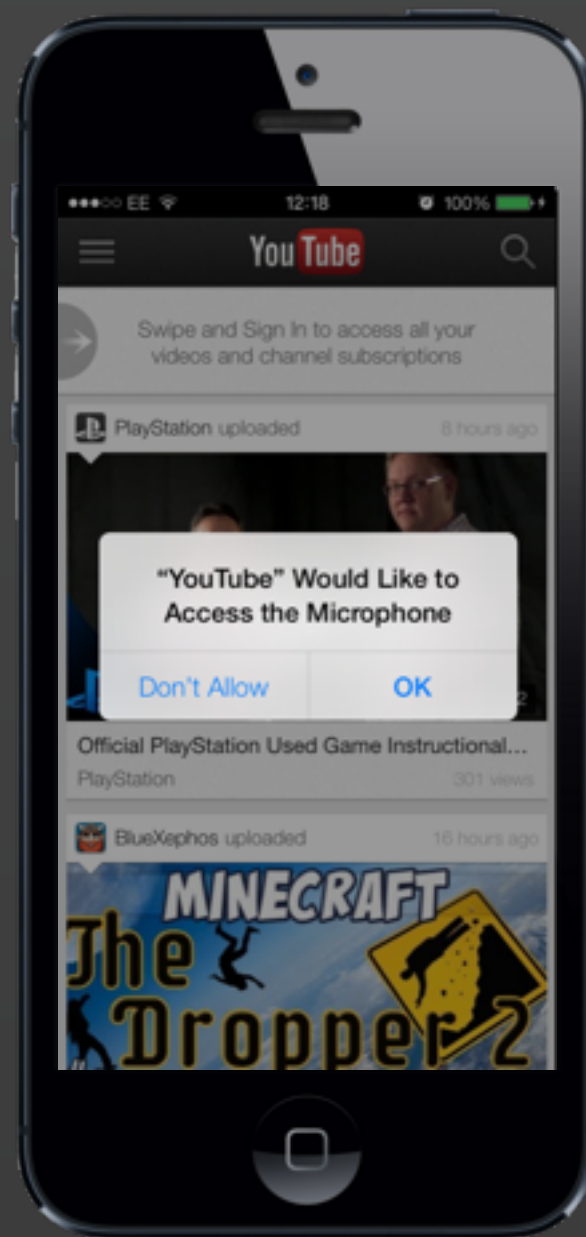 EE 12:18 100%
YouTube
Swipe and Sign In to access all your
videos and channel subscriptions
PlayStation uploaded 8 hours ago
“YouTube” Would Like to
Access the Microphone
Don't Allow OK
Official PlayStation Used Game Instructional...
PlayStation 301 views
BlueXephos uploaded 16 hours ago
MINECRAFT
The
Dropper 2